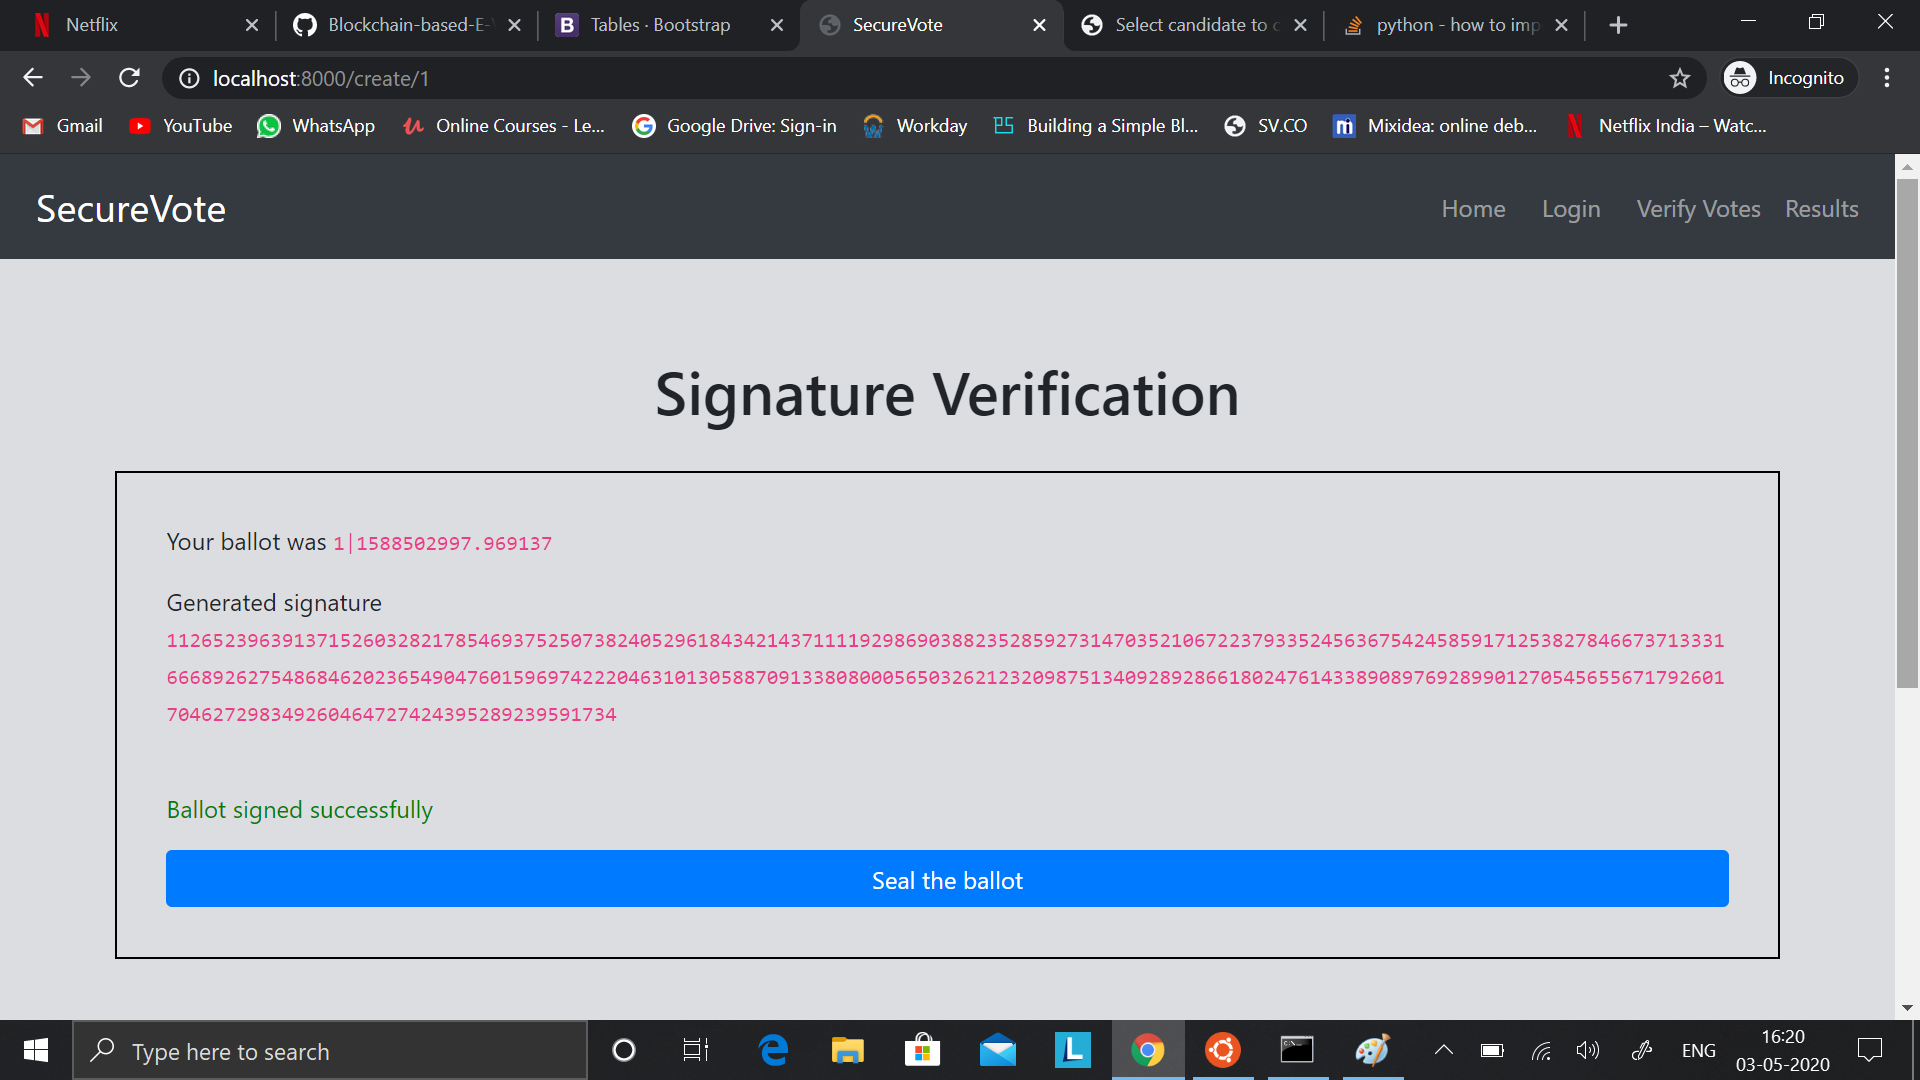 Netflix
Blockchain-based-E-
Tables · Bootstrap
SecureVote
Select candidate to c
python - how to imp
localhost:8000/create/1
Incognito
Gmail
YouTube
WhatsApp
Online Courses - Le...
Google Drive: Sign-in
Workday
Building a Simple Bl...
SV.CO
Mixidea: online deb...
Netflix India – Watc...
SecureVote
Home
Login
Verify Votes
Results
Signature Verification
Your ballot was 1|1588502997.969137
Generated signature
112652396391371526032821785469375250738240529618434214371111929869038823528592731470352106722379335245636754245859171253827846673713331
666892627548684620236549047601596974222046310130588709133808000565032621232098751340928928661802476143389089769289901270545655671792601
704627298349260464727424395289239591734
Ballot signed successfully
Seal the ballot
Type here to search
ENG
16:20
03-05-2020